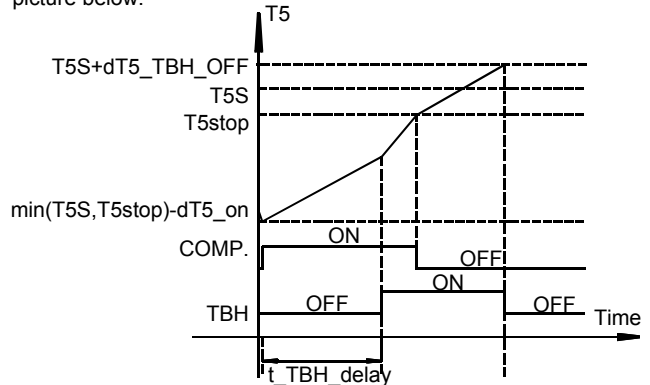 picture below.
T5
T5S+dT5_TBH_OFF
T5S
T5stop
min(T5S,T5stop)-dT5_on
COMP.
ON
OFF
TBH
OFF
ON
OFF
Time
t_TBH_delay